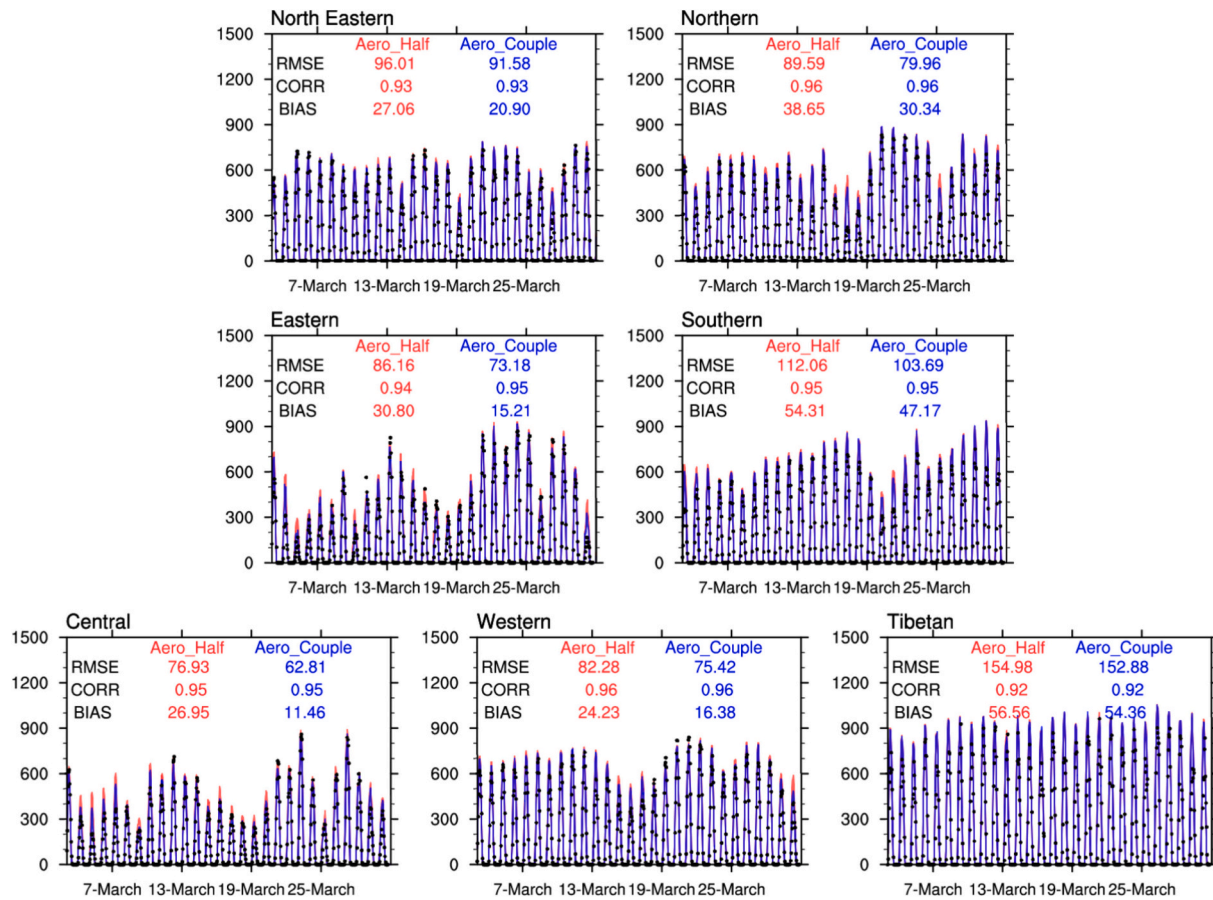 North Eastern
1500
1200
900
600
300
0
Aero_Half Aero_Couple
RMSE 96.01 91.58
CORR 0.93 0.93
BIAS 27.06 20.90
7-March 13-March 19-March 25-March
Northern
1500
1200
900
600
300
0
Aero_Half Aero_Couple
RMSE 89.59 79.96
CORR 0.96 0.96
BIAS 38.65 30.34
7-March 13-March 19-March 25-March
Eastern
1500
1200
900
600
300
0
Aero_Half Aero_Couple
RMSE 86.16 73.18
CORR 0.94 0.95
BIAS 30.80 15.21
7-March 13-March 19-March 25-March
Southern
1500
1200
900
600
300
0
Aero_Half Aero_Couple
RMSE 112.06 103.69
CORR 0.95 0.95
BIAS 54.31 47.17
7-March 13-March 19-March 25-March
Central
1500
1200
900
600
300
0
Aero_Half Aero_Couple
RMSE 76.93 62.81
CORR 0.95 0.95
BIAS 26.95 11.46
7-March 13-March 19-March 25-March
Western
1500
1200
900
600
300
0
Aero_Half Aero_Couple
RMSE 82.28 75.42
CORR 0.96 0.96
BIAS 24.23 16.38
7-March 13-March 19-March 25-March
Tibetan
1500
1200
900
600
300
0
Aero_Half Aero_Couple
RMSE 154.98 152.88
CORR 0.92 0.92
BIAS 56.56 54.36
7-March 13-March 19-March 25-March